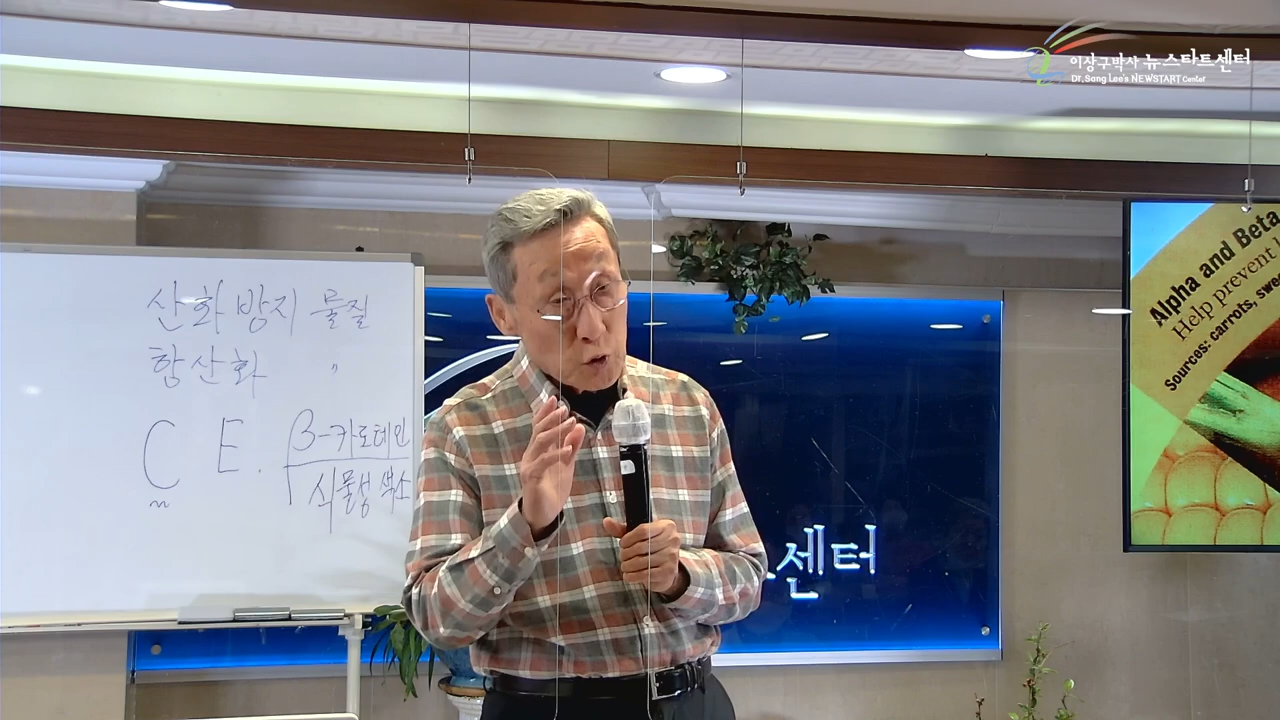 이상구박사 뉴스타트센터
Dr. Sang Lee's NEWSTART Center
산화 방지 물질
항산화 〃
C E. β-카로테인
식물성 색소
센터
Alpha and Beta
Help prevent
Sources: carrots, swe